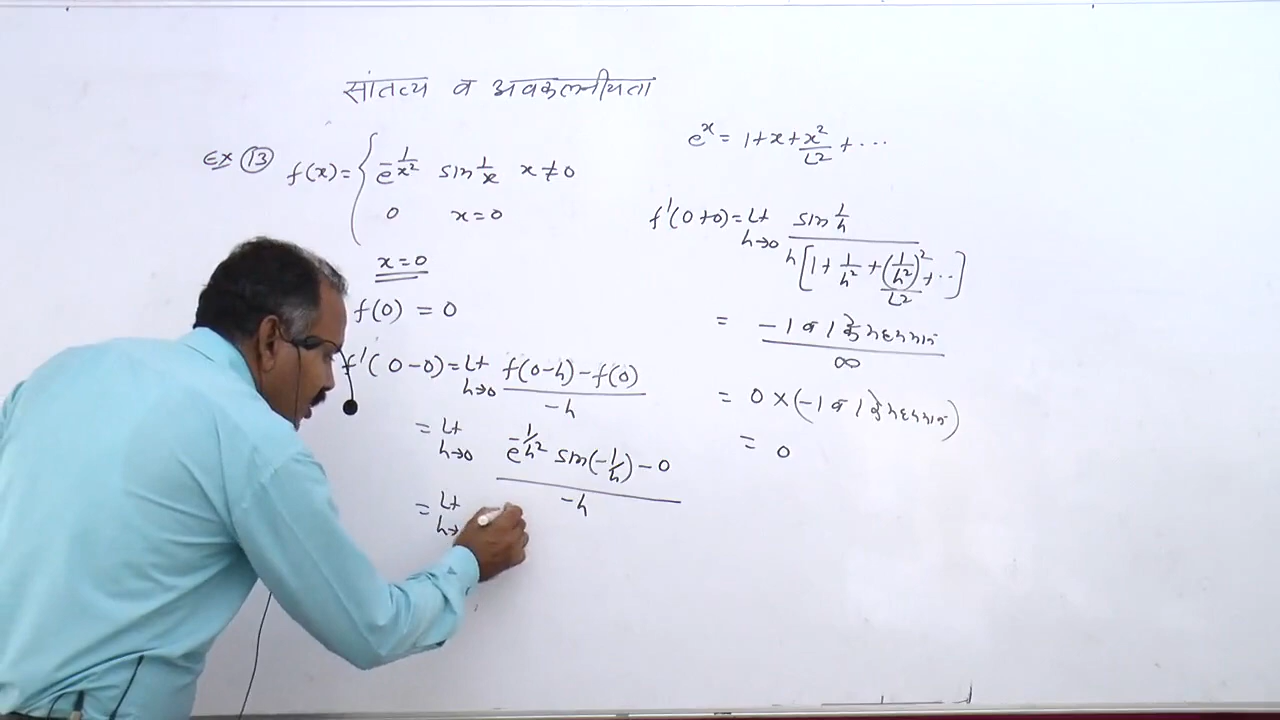 सांतत्य व अवकलनीयता
Ex 13 f(x) = { e^{-1/x²} sin 1/x x ≠ 0
0 x = 0
x = 0
f(0) = 0
f'(0-0) = Lt h→0 f(0-h) - f(0) / -h
= Lt h→0 e^{-1/h²} sin(-1/h) - 0 / -h
= Lt h→
e^x = 1 + x + x²/L2 + ...
f'(0+0) = Lt h→0 sin 1/h / h[1 + 1/h² + (1/h²)²/L2 + ..]
= -1 व 1 के मध्यमान / ∞
= 0 × (-1 व 1 के मध्यमान)
= 0